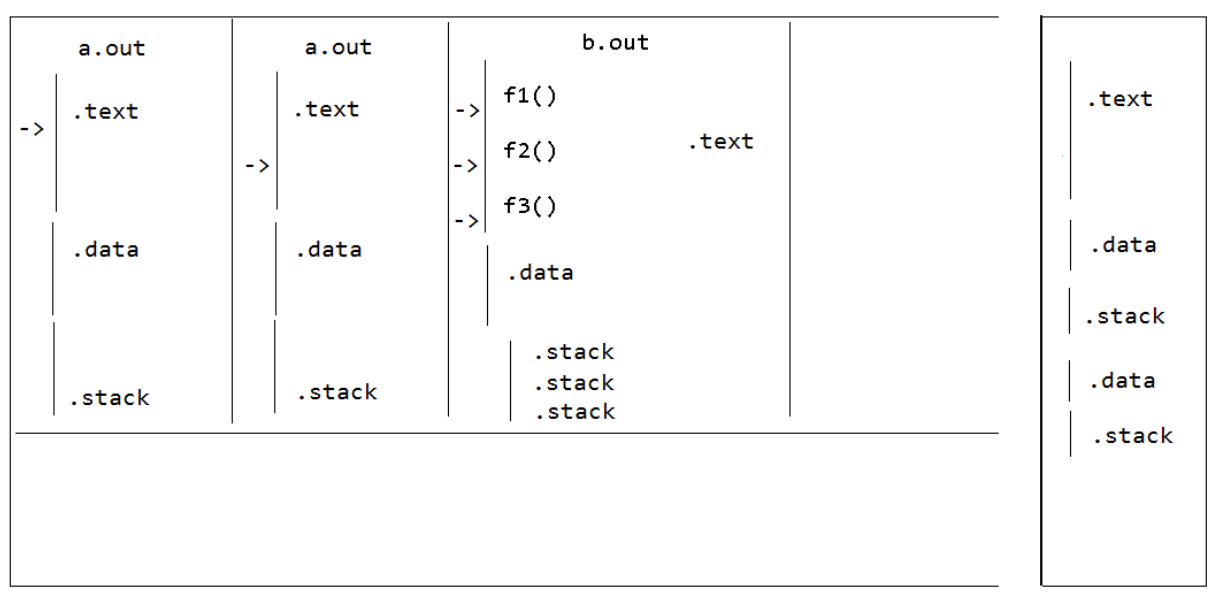 a.out
.text
->
.data
.stack
a.out
.text
->
.data
.stack
b.out
-> f1()
.text
-> f2()
-> f3()
.data
.stack
.stack
.stack
.text
.data
.stack
.data
.stack